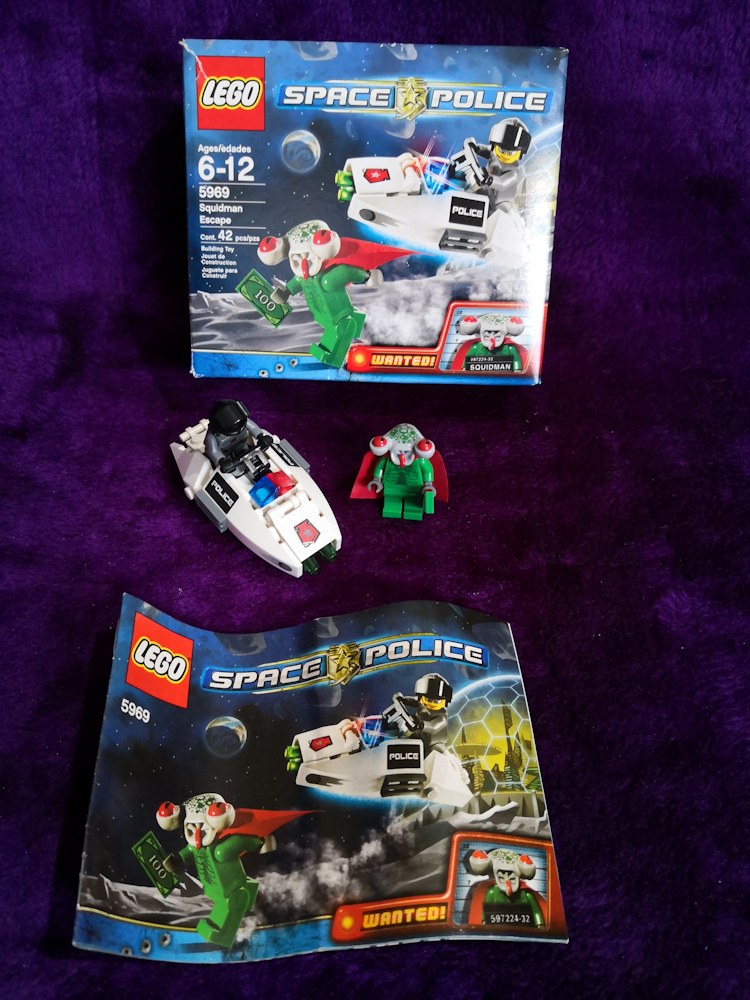 LEGO
SPACE POLICE
Ages/edades
6-12
5969
Squidman
Escape
Cont. 42 pcs/pzs
Building Toy
Jouet de
Construction
Juguete para
Construir
POLICE
100
WANTED!
597224-32
SQUIDMAN
POLICE
LEGO
SPACE POLICE
5969
POLICE
100
WANTED!
597224-32